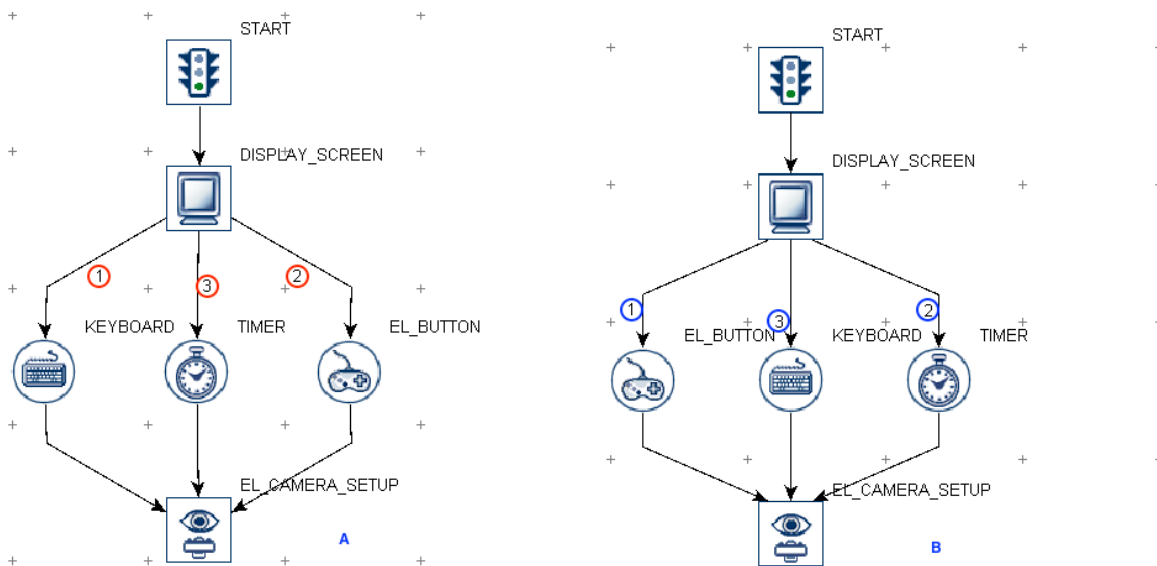 START
DISPLAY_SCREEN
1
3
2
KEYBOARD
TIMER
EL_BUTTON
EL_CAMERA_SETUP
A
START
DISPLAY_SCREEN
1
3
2
EL_BUTTON
KEYBOARD
TIMER
EL_CAMERA_SETUP
B